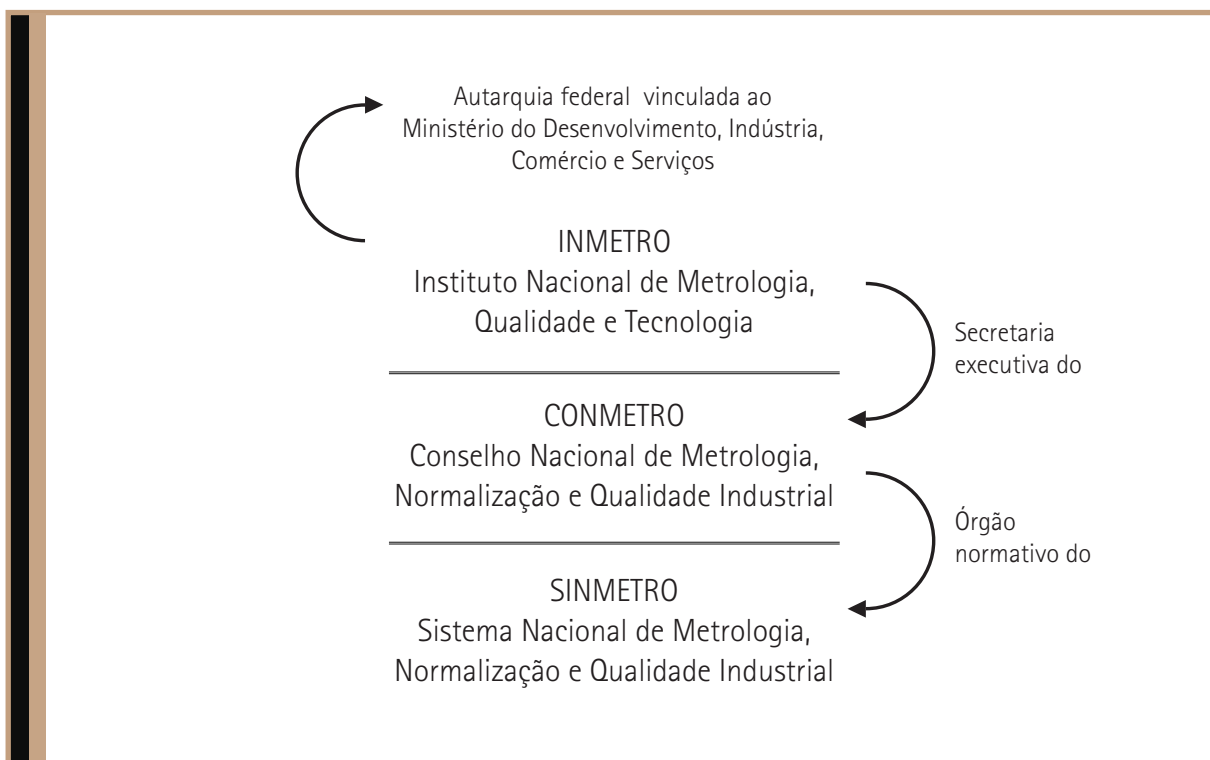 Autarquia federal vinculada ao
Ministério do Desenvolvimento, Indústria,
Comércio e Serviços
INMETRO
Instituto Nacional de Metrologia,
Qualidade e Tecnologia
Secretaria
executiva do
CONMETRO
Conselho Nacional de Metrologia,
Normalização e Qualidade Industrial
Órgão
normativo do
SINMETRO
Sistema Nacional de Metrologia,
Normalização e Qualidade Industrial